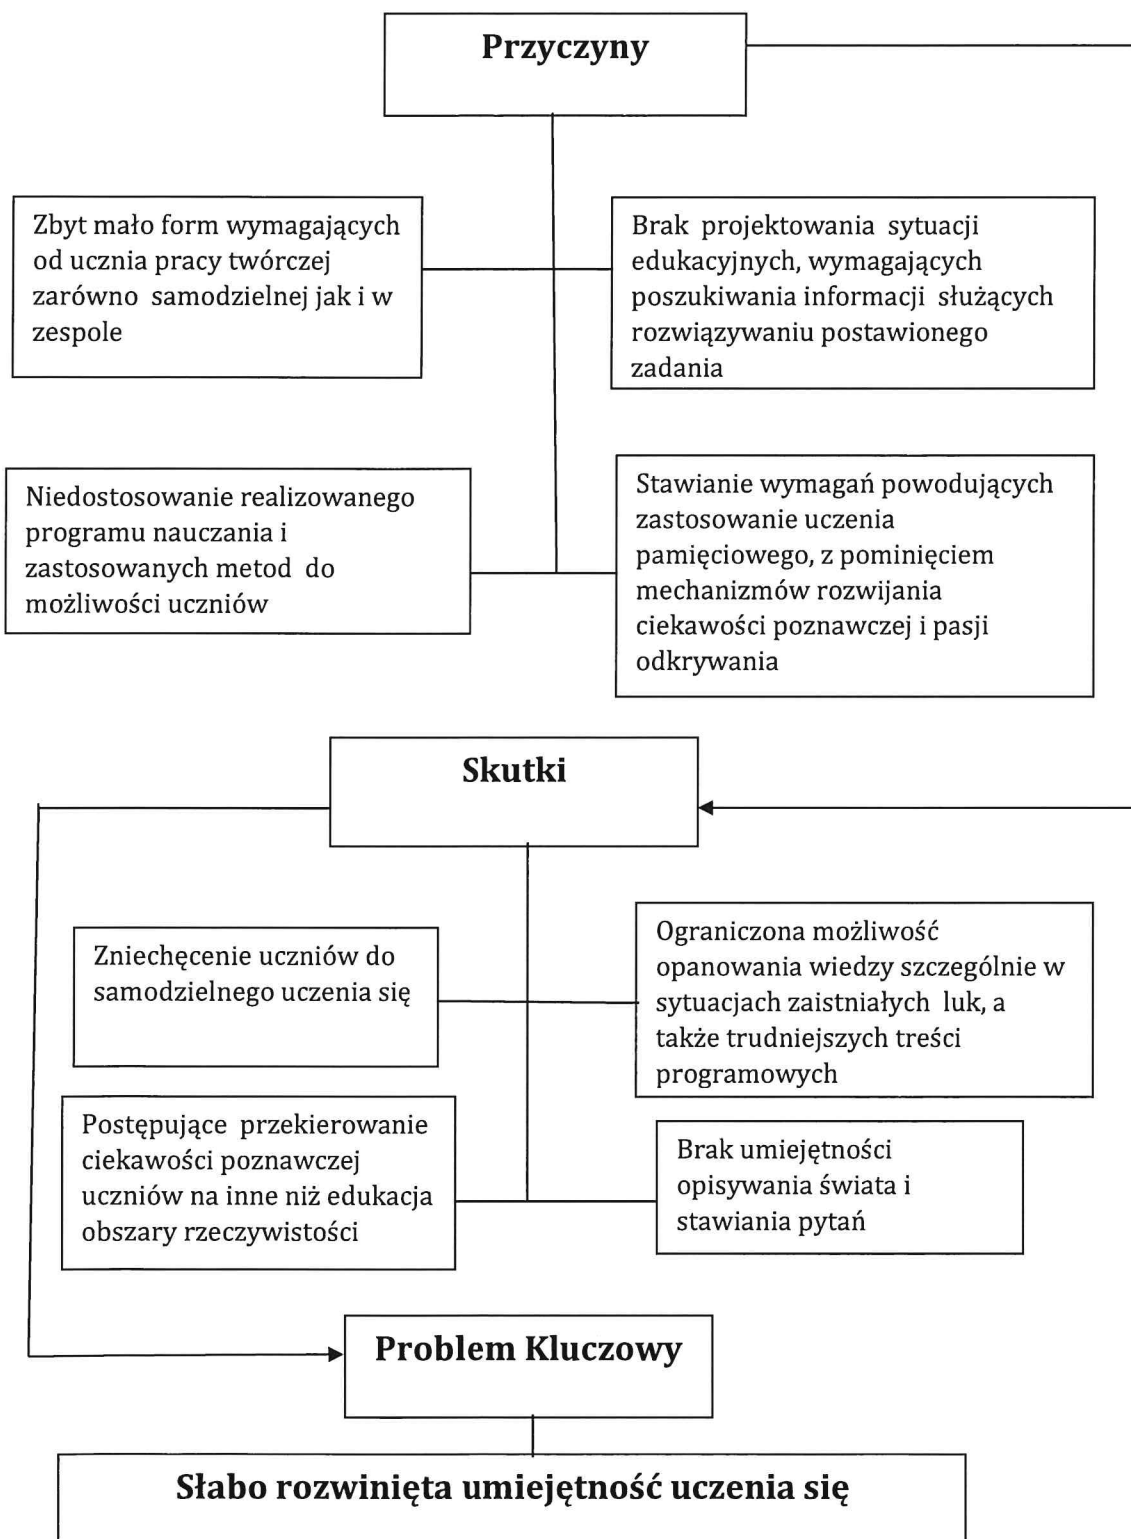 Przyczyny
Zbyt mało form wymagających
od ucznia pracy twórczej
zarówno samodzielnej jak i w
zespole
Brak projektowania sytuacji
edukacyjnych, wymagających
poszukiwania informacji służących
rozwiązywaniu postawionego
zadania
Niedostosowanie realizowanego
programu nauczania i
zastosowanych metod do
możliwości uczniów
Stawianie wymagań powodujących
zastosowanie uczenia
pamięciowego, z pominięciem
mechanizmów rozwijania
ciekawości poznawczej i pasji
odkrywania
Skutki
Zniechęcenie uczniów do
samodzielnego uczenia się
Ograniczona możliwość
opanowania wiedzy szczególnie w
sytuacjach zaistniałych luk, a
także trudniejszych treści
programowych
Postępujące przekierowanie
ciekawości poznawczej
uczniów na inne niż edukacja
obszary rzeczywistości
Brak umiejętności
opisywania świata i
stawiania pytań
Problem Kluczowy
Słabo rozwinięta umiejętność uczenia się